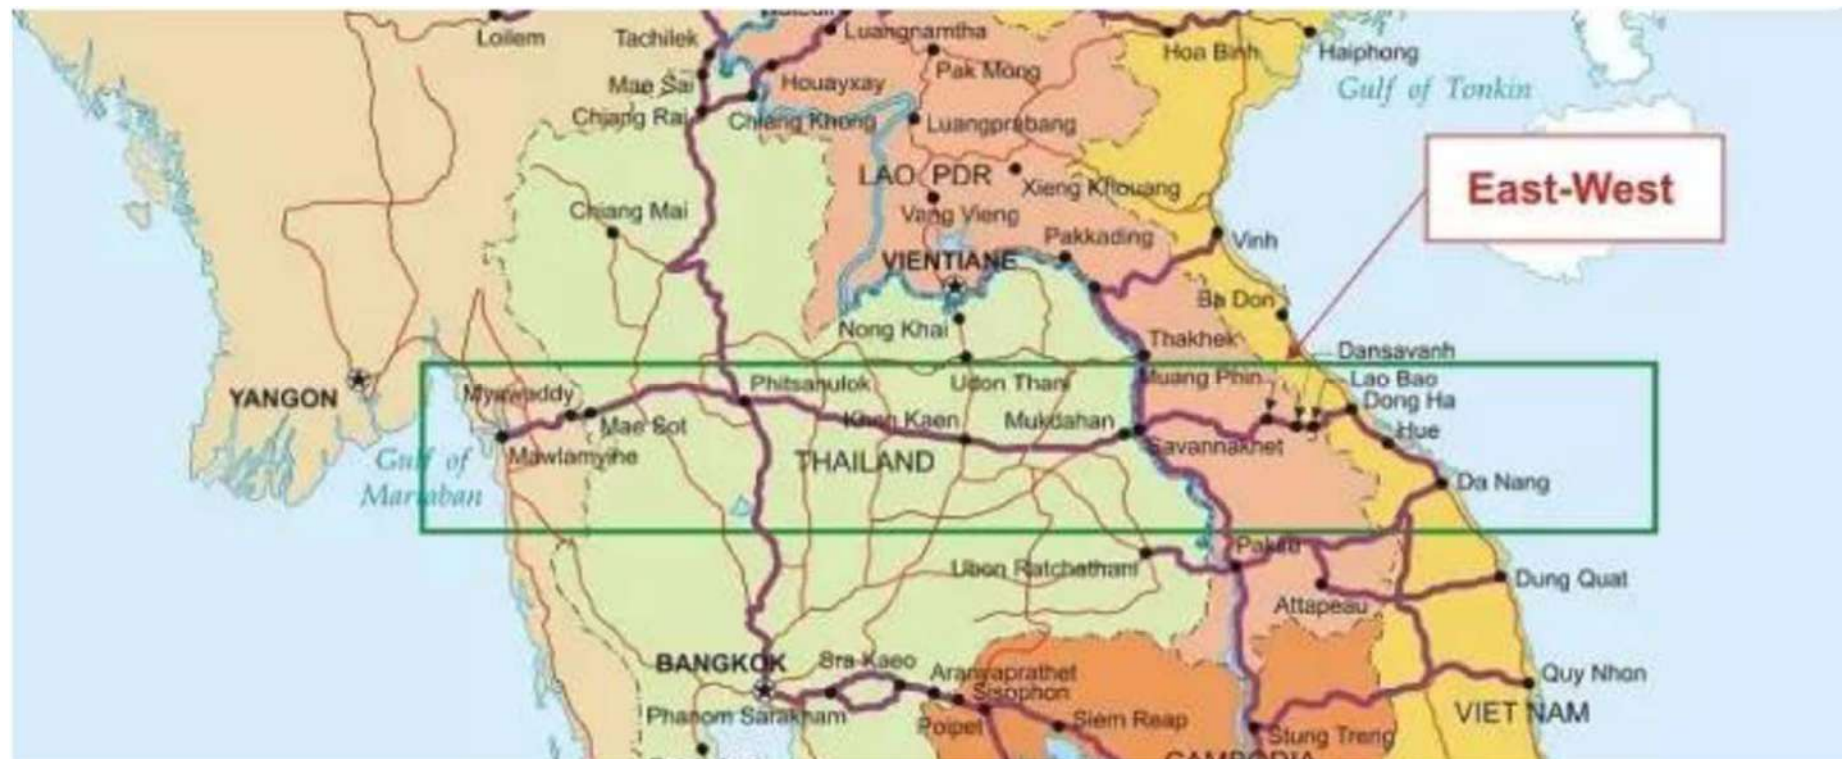 Loilem
Tachilek
Luangnamtha
Hoa Binh
Haiphong
Mae Sai
Houayxay
Pak Mong
Gulf of Tonkin
Chiang Rai
Chiang Khong
Luangprabang
LAO PDR
Xieng Khouang
East-West
Chiang Mai
Vang Vieng
Pakkading
Vinh
VIENTIANE
Ba Don
Nong Khai
Thakhek
Dansavanh
YANGON
Myawaddy
Phitsanulok
Udon Thani
Muang Phin
Lao Bao
Dong Ha
Mae Sot
Khon Kaen
Mukdahan
Savannakhet
Hue
Gulf of
Martaban
Mawlamyine
THAILAND
Da Nang
Ubon Ratchathani
Pakse
Dung Quat
Attapeau
BANGKOK
Sra Kaeo
Aranyaprathet
Sisophon
Quy Nhon
Phanom Sarakham
Poipet
Siem Reap
Stung Treng
VIET NAM
CAMBODIA